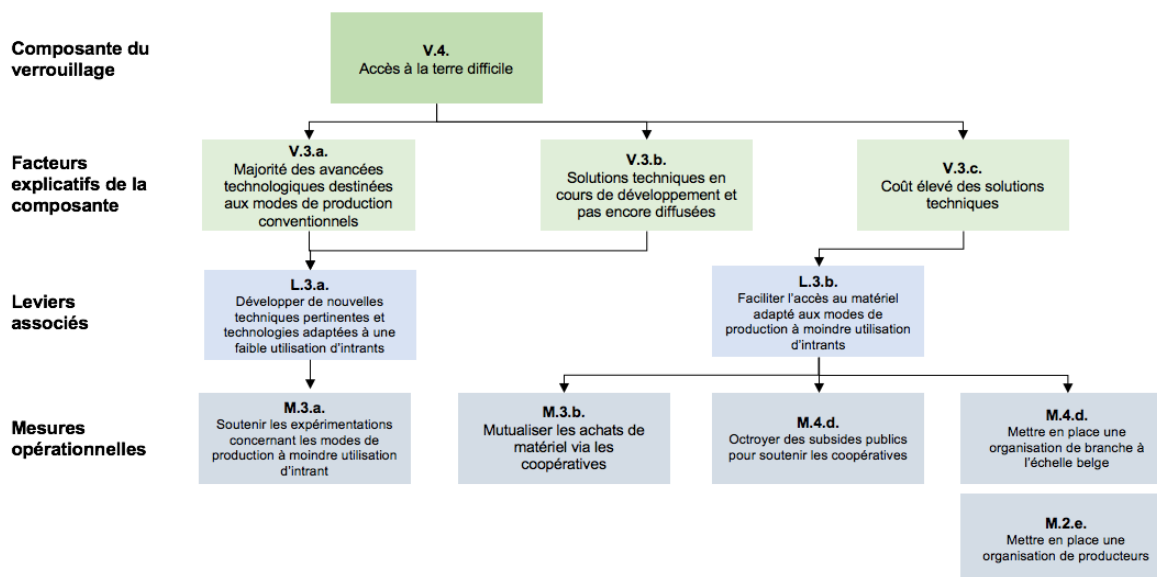 Composante du
verrouillage
V.4.
Accès à la terre difficile
Facteurs
explicatifs de la
composante
V.3.a.
Majorité des avancées
technologiques destinées
aux modes de production
conventionnels
V.3.b.
Solutions techniques en
cours de développement et
pas encore diffusées
V.3.c.
Coût élevé des solutions
techniques
Leviers
associés
L.3.a.
Développer de nouvelles
techniques pertinentes et
technologies adaptées à une
faible utilisation d'intrants
L.3.b.
Faciliter l'accès au matériel
adapté aux modes de
production à moindre utilisation
d'intrants
Mesures
opérationnelles
M.3.a.
Soutenir les expérimentations
concernant les modes de
production à moindre utilisation
d'intrant
M.3.b.
Mutualiser les achats de
matériel via les
coopératives
M.4.d.
Octroyer des subsides publics
pour soutenir les coopératives
M.4.d.
Mettre en place une
organisation de branche à
l'échelle belge
M.2.e.
Mettre en place une
organisation de producteurs